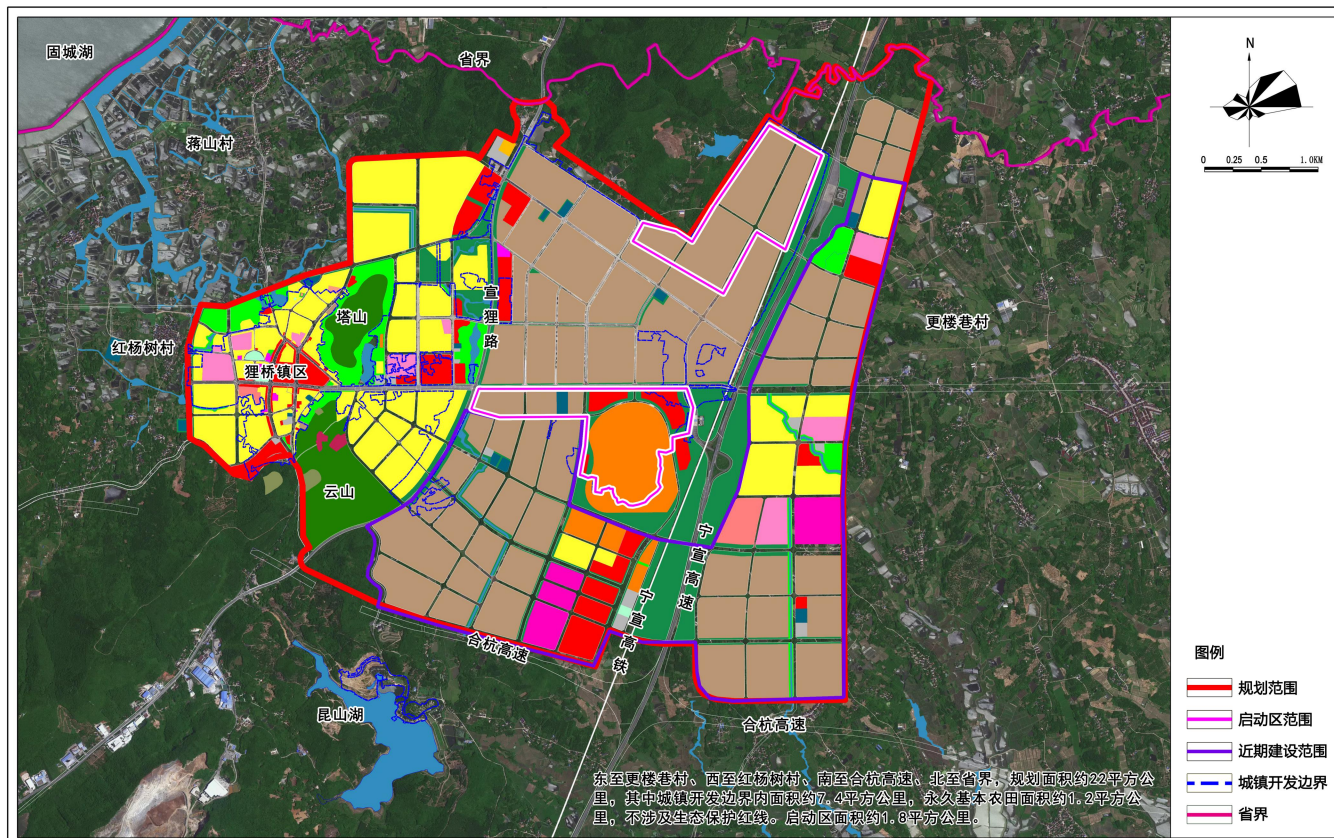 固城湖
省界
N
蒋山村
0 0.25 0.5 1.0KM
宣狸路
塔山
更楼巷村
红杨树村
狸桥镇区
云山
宁宣高速
宁宣高铁
合杭高速
昆山湖
合杭高速
图例
规划范围
启动区范围
近期建设范围
城镇开发边界
省界
东至更楼巷村、西至红杨树村、南至合杭高速、北至省界，规划面积约22平方公
里，其中城镇开发边界内面积约7.4平方公里，永久基本农田面积约1.2平方公
里，不涉及生态保护红线。启动区面积约1.8平方公里。